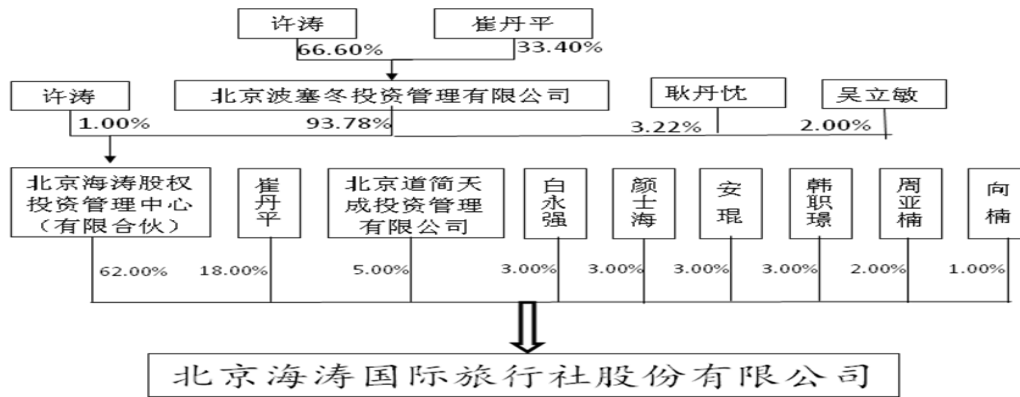 许涛
崔丹平
66.60%
33.40%
许涛
北京波塞冬投资管理有限公司
耿丹忱
吴立敏
1.00%
93.78%
3.22%
2.00%
北京海涛股权
投资管理中心
（有限合伙）
崔丹平
北京道简天
成投资管理
有限公司
白永强
颜士海
安琨
韩职璟
周亚楠
向楠
62.00%
18.00%
5.00%
3.00%
3.00%
3.00%
3.00%
2.00%
1.00%
北京海涛国际旅行社股份有限公司